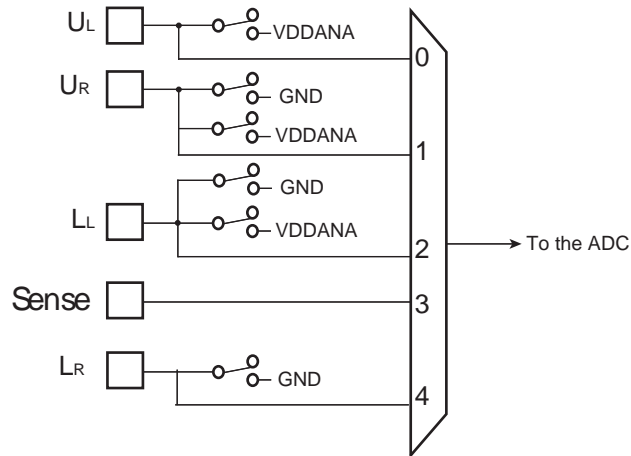 UL
VDDANA
0
UR
GND
VDDANA
1
GND
LL
VDDANA
2
To the ADC
Sense
3
LR
GND
4